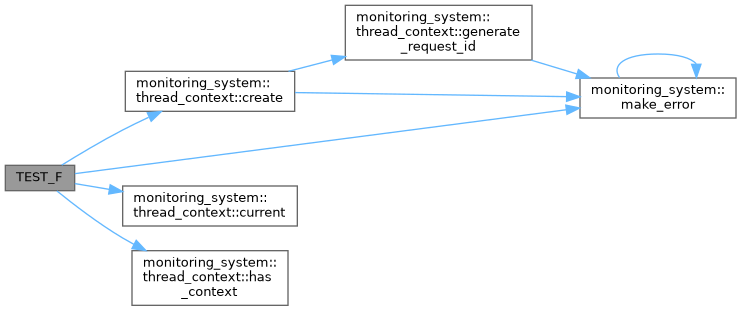 monitoring_system::
thread_context::generate
_request_id
monitoring_system::
thread_context::create
monitoring_system::
make_error
TEST_F
monitoring_system::
thread_context::current
monitoring_system::
thread_context::has
_context